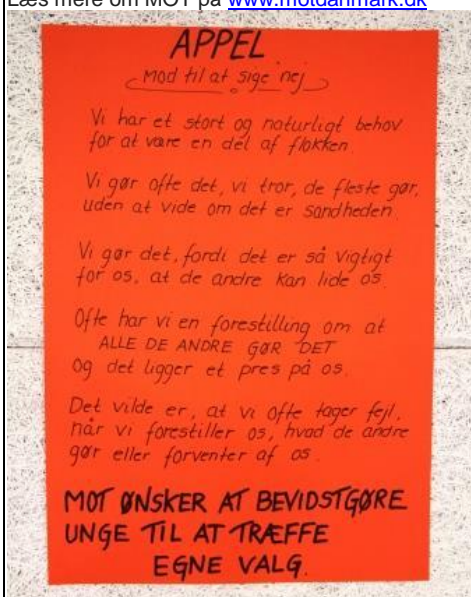 Læs mere om MOT på www.motdanmark.dk
APPEL
Mod til at sige nej
Vi har et stort og naturligt behov
for at være en del af flokken.
Vi gør ofte det, vi tror, de fleste gør,
uden at vide om det er sandheden.
Vi gør det, fordi det er så vigtigt
for os, at de andre kan lide os.
Ofte har vi en forestilling om at
ALLE DE ANDRE GØR DET
og det ligger et pres på os.
Det vilde er, at vi ofte tager fejl,
når vi forestiller os, hvad de andre
gør eller forventer af os.
MOT ØNSKER AT BEVIDSTGØRE
UNGE TIL AT TRÆFFE
EGNE VALG.